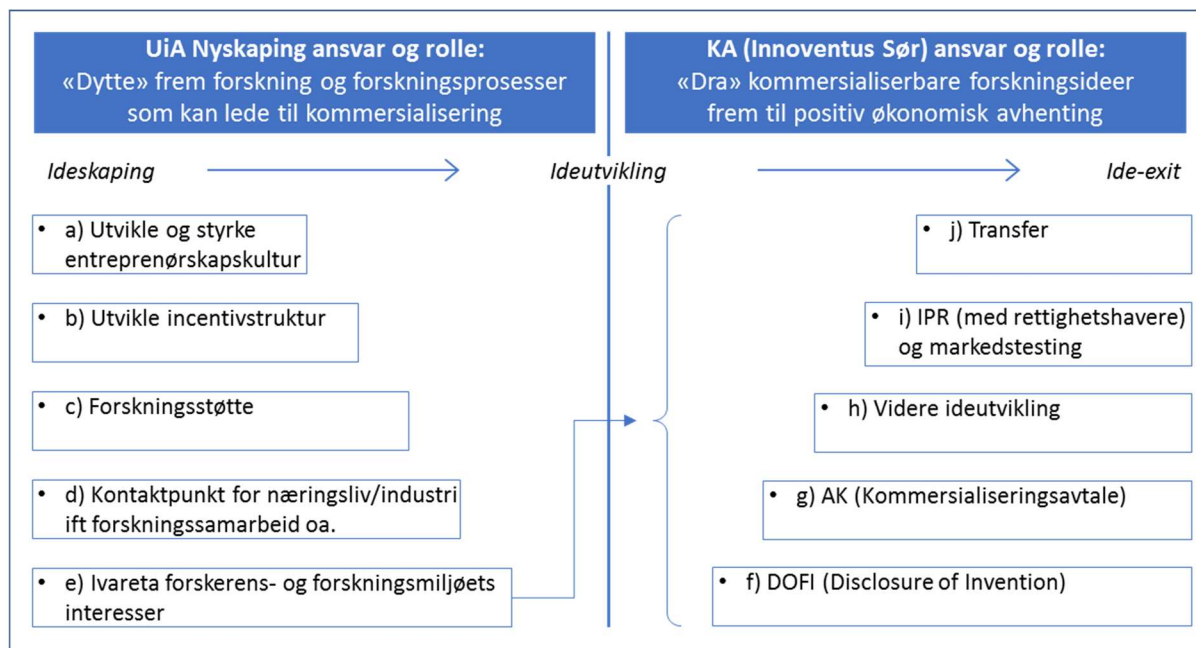 UiA Nyskaping ansvar og rolle:
«Dytte» frem forskning og forskningsprosesser
som kan lede til kommersialisering
KA (Innoventus Sør) ansvar og rolle:
«Dra» kommersialiserbare forskningsideer
frem til positiv økonomisk avhenting
Ideskaping
Ideutvikling
Ide-exit
• a) Utvikle og styrke
entreprenørskapskultur
• b) Utvikle incentivstruktur
• c) Forskningsstøtte
• d) Kontaktpunkt for næringsliv/industri
ift forskningssamarbeid oa.
• e) Ivareta forskerens- og forskningsmiljøets
interesser
• j) Transfer
• i) IPR (med rettighetshavere)
og markedstesting
• h) Videre ideutvikling
• g) AK (Kommersialiseringsavtale)
• f) DOFI (Disclosure of Invention)